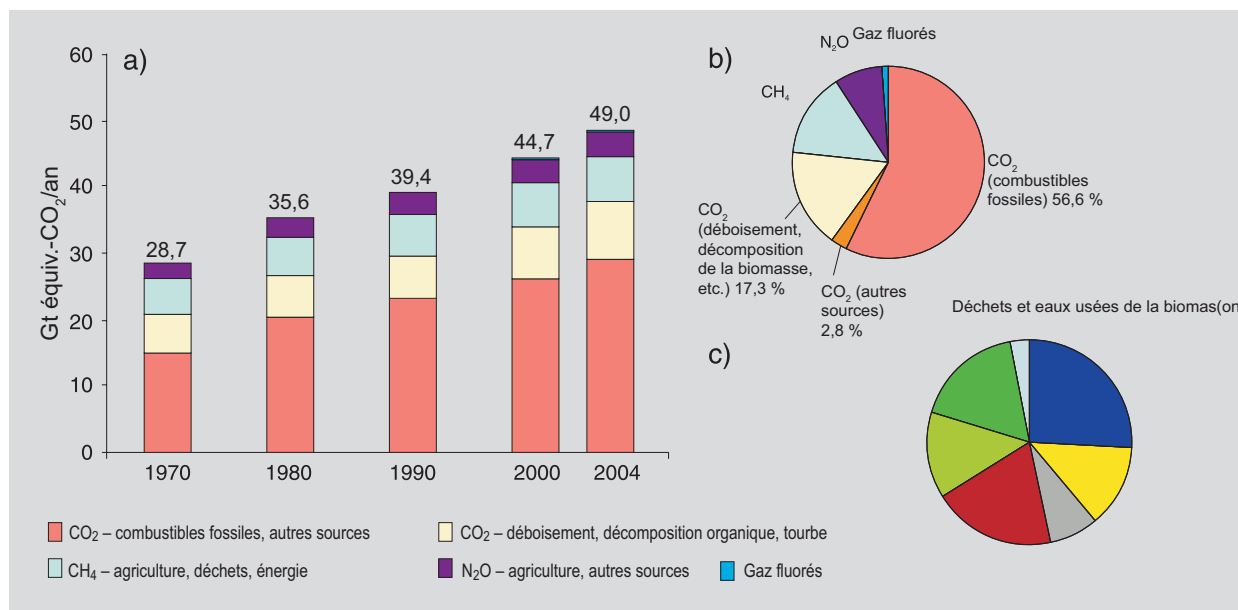 a)
60
50
40
30
20
10
0
Gt équiv.-CO₂/an
28,7
35,6
39,4
44,7
49,0
1970
1980
1990
2000
2004
b)
N₂O
Gaz fluorés
CH₄
CO₂
(combustibles
fossiles) 56,6 %
CO₂
(déboisement,
décomposition
de la biomasse,
etc.) 17,3 %
CO₂ (autres
sources)
2,8 %
c)
Déchets et eaux usées de la biomas(on
CO₂ – combustibles fossiles, autres sources
CO₂ – déboisement, décomposition organique, tourbe
CH₄ – agriculture, déchets, énergie
N₂O – agriculture, autres sources
Gaz fluorés